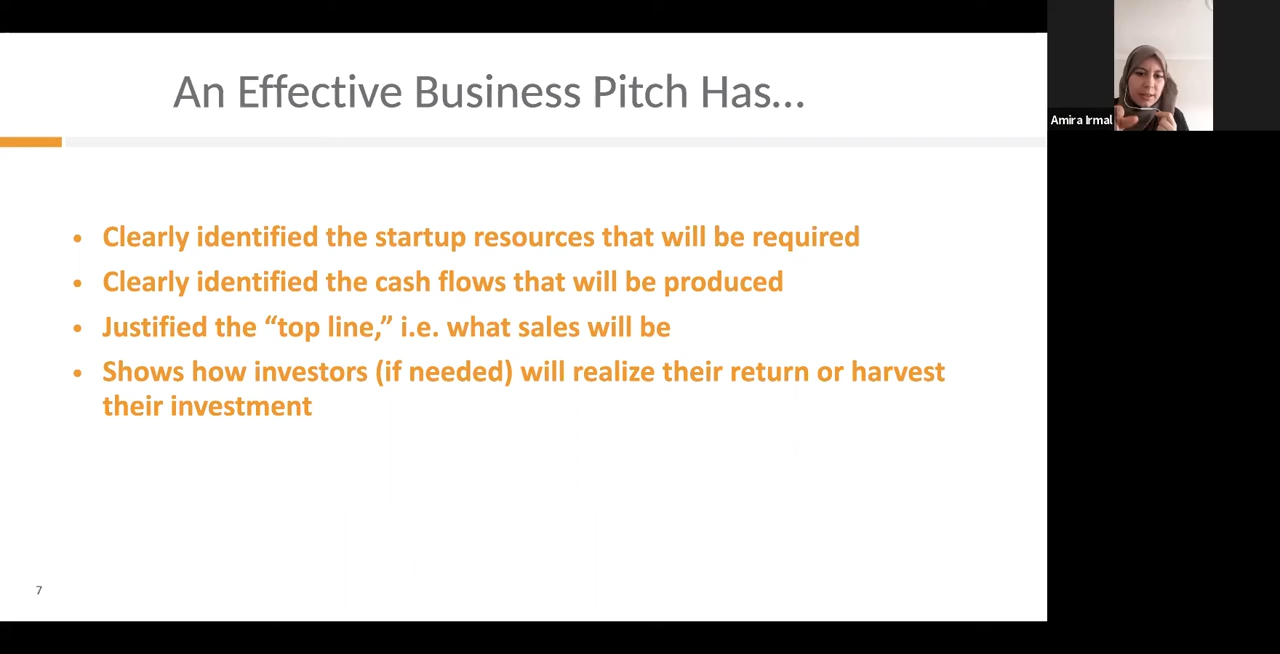 An Effective Business Pitch Has...
Amira Irmal
• Clearly identified the startup resources that will be required
• Clearly identified the cash flows that will be produced
• Justified the “top line,” i.e. what sales will be
• Shows how investors (if needed) will realize their return or harvest
their investment
7